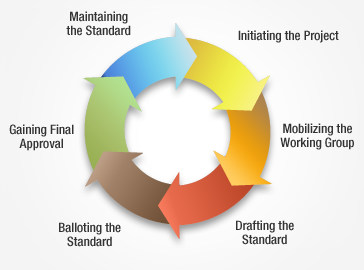 Maintaining
the Standard
Initiating the Project
Mobilizing the
Working Group
Drafting the
Standard
Balloting the
Standard
Gaining Final
Approval